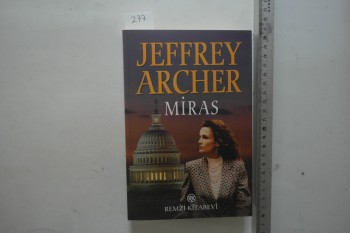 277
JEFFREY
ARCHER
MİRAS
REMZİ KİTABEVİ